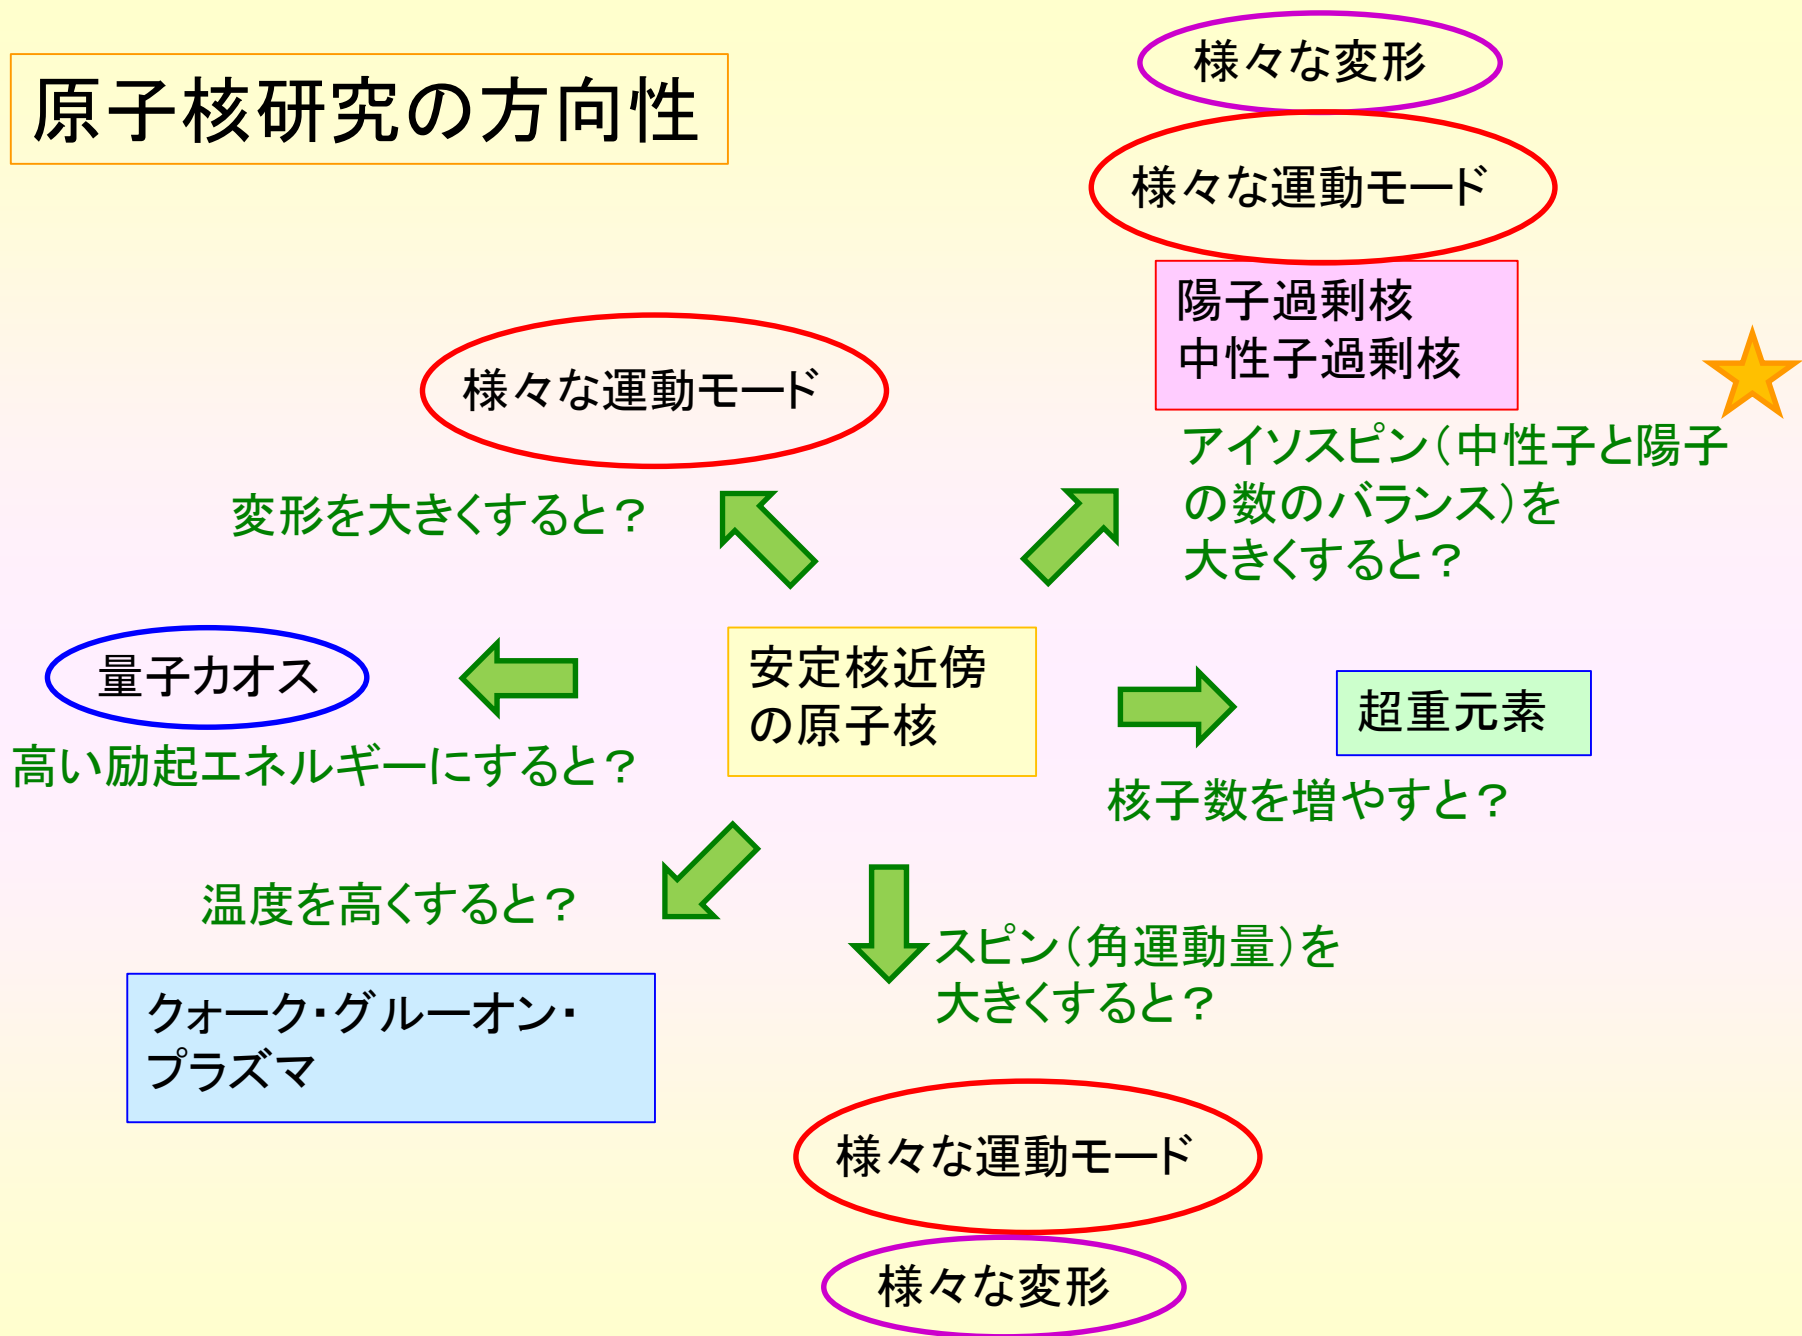 原子核研究の方向性
様々な変形
様々な運動モード
陽子過剰核
中性子過剰核
アイソスピン（中性子と陽子
の数のバランス）を
大きくすると？
様々な運動モード
変形を大きくすると？
量子カオス
高い励起エネルギーにすると？
安定核近傍
の原子核
超重元素
核子数を増やすと？
温度を高くすると？
クォーク・グルーオン・
プラズマ
スピン（角運動量）を
大きくすると？
様々な運動モード
様々な変形